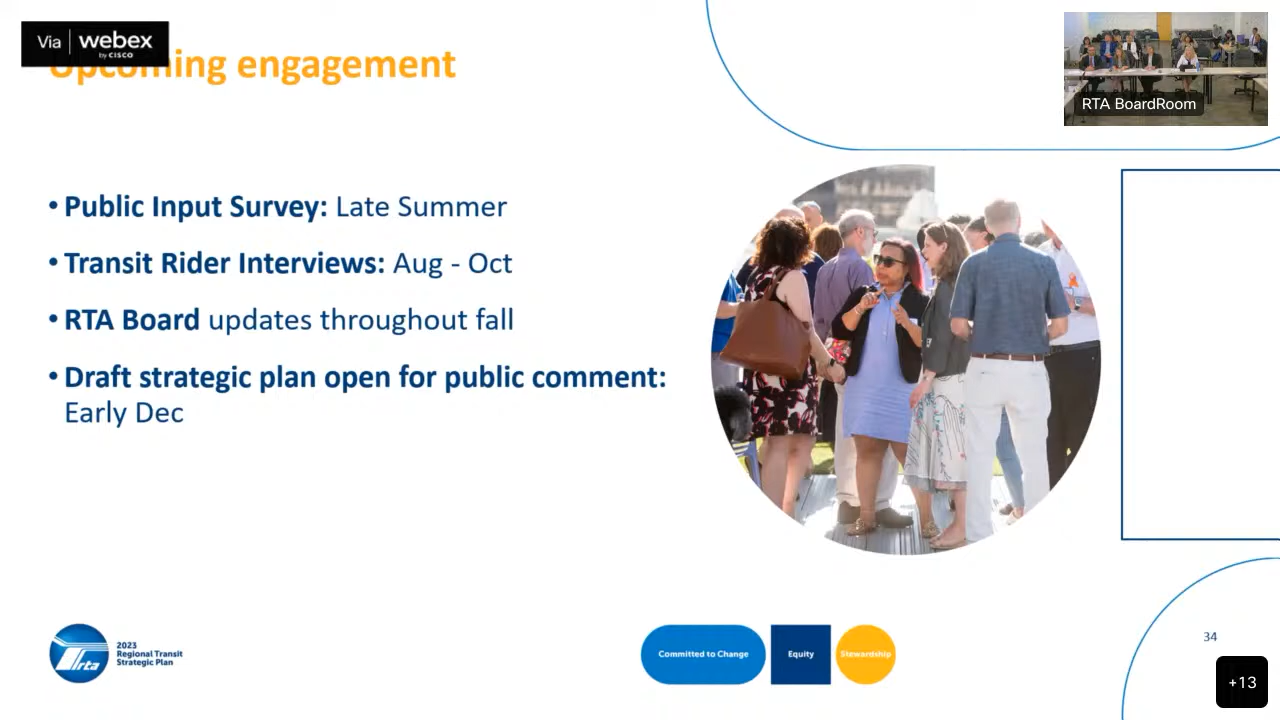 Via webex
by CISCO
Upcoming engagement
RTA BoardRoom
• Public Input Survey: Late Summer
• Transit Rider Interviews: Aug - Oct
• RTA Board updates throughout fall
• Draft strategic plan open for public comment:
Early Dec
rta
2023
Regional Transit
Strategic Plan
Committed to Change
Equity
Stewardship
34
+13